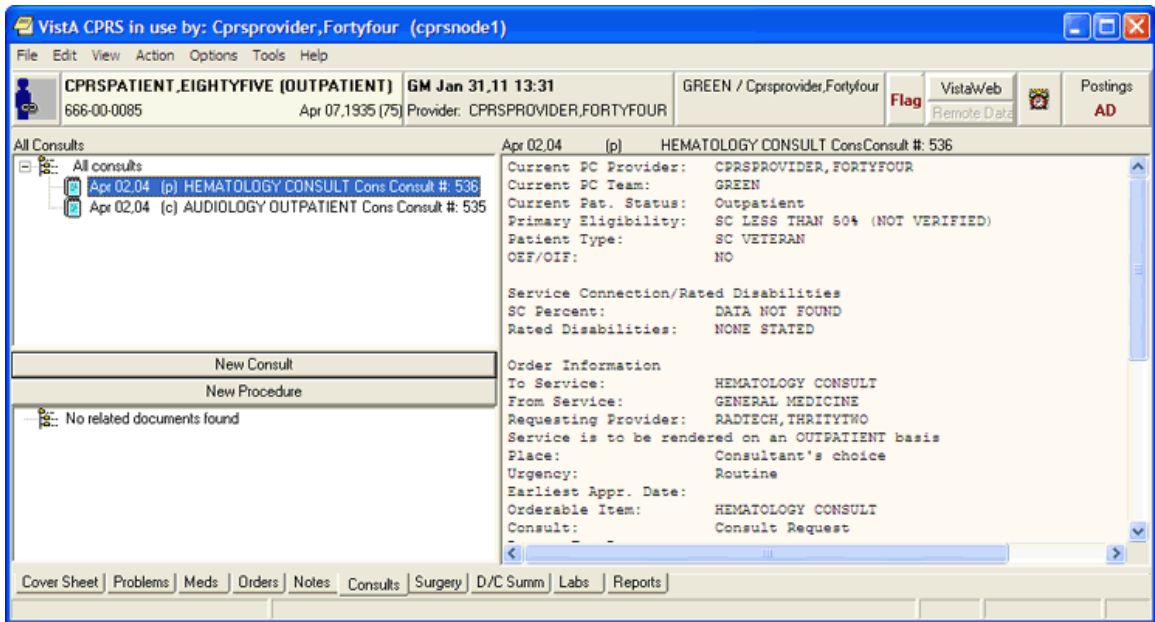 VistA CPRS in use by: Cprsprovider,Fortyfour (cprsnode1)
File Edit View Action Options Tools Help
CPRSPATIENT,EIGHTYFIVE (OUTPATIENT)
666-00-0085 Apr 07,1935 (75)
GM Jan 31,11 13:31
Provider: CPRSPROVIDER,FORTYFOUR
GREEN / Cprsprovider,Fortyfour
Flag
VistaWeb
Remote Data
Postings
AD
All Consults
All consults
Apr 02,04 (p) HEMATOLOGY CONSULT Cons Consult #: 536
Apr 02,04 (c) AUDIOLOGY OUTPATIENT Cons Consult #: 535
New Consult
New Procedure
No related documents found
Apr 02,04 (p) HEMATOLOGY CONSULT ConsConsult #: 536
Current PC Provider: CPRSPROVIDER,FORTYFOUR
Current PC Team: GREEN
Current Pat. Status: Outpatient
Primary Eligibility: SC LESS THAN 50% (NOT VERIFIED)
Patient Type: SC VETERAN
OEF/OIF: NO
Service Connection/Rated Disabilities
SC Percent: DATA NOT FOUND
Rated Disabilities: NONE STATED
Order Information
To Service: HEMATOLOGY CONSULT
From Service: GENERAL MEDICINE
Requesting Provider: RADTECH,THRITYTWO
Service is to be rendered on an OUTPATIENT basis
Place: Consultant's choice
Urgency: Routine
Earliest Appr. Date:
Orderable Item: HEMATOLOGY CONSULT
Consult: Consult Request
Cover Sheet Problems Meds Orders Notes Consults Surgery D/C Summ Labs Reports